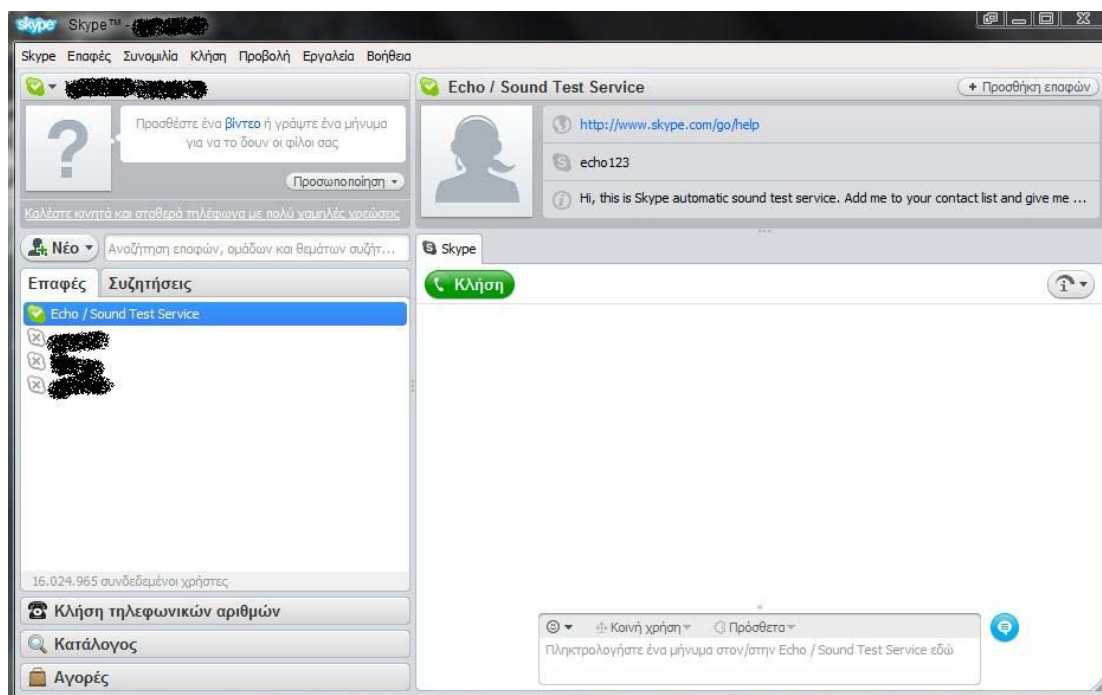 skype Skype™ -
Skype Επαφές Συνομιλία Κλήση Προβολή Εργαλεία Βοήθεια
Προσθέστε ένα βίντεο ή γράψτε ένα μήνυμα
για να το δουν οι φίλοι σας
Προσωποποίηση
Καλέστε κινητά και σταθερά τηλέφωνα με πολύ χαμηλές χρεώσεις
Νέο Αναζήτηση επαφών, ομάδων και θεμάτων συζήτ...
Επαφές Συζητήσεις
Echo / Sound Test Service
16.024.965 συνδεδεμένοι χρήστες
Κλήση τηλεφωνικών αριθμών
Κατάλογος
Αγορές
Echo / Sound Test Service + Προσθήκη επαφών
http://www.skype.com/go/help
echo123
Hi, this is Skype automatic sound test service. Add me to your contact list and give me ...
Skype
Κλήση
Κοινή χρήση Πρόσθετα
Πληκτρολογήστε ένα μήνυμα στον/στην Echo / Sound Test Service εδώ